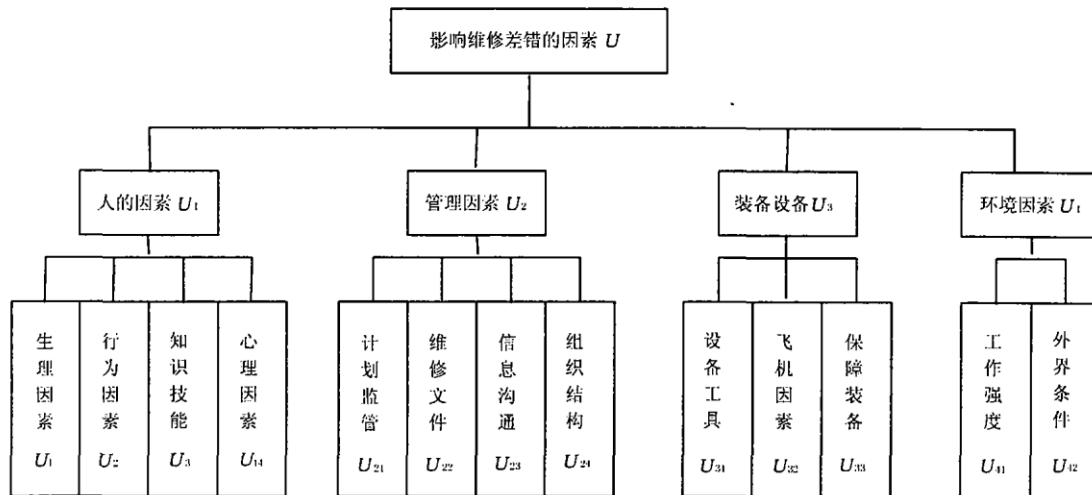 影响维修差错的因素 U
人的因素 U₁
管理因素 U₂
装备设备 U₃
环境因素 U₁
生理因素 U₁
行为因素 U₂
知识技能 U₃
心理因素 U₁₄
计划监管 U₂₁
维修文件 U₂₂
信息沟通 U₂₃
组织结构 U₂₄
设备工具 U₃₁
飞机因素 U₃₂
保障装备 U₃₃
工作强度 U₄₁
外界条件 U₄₂